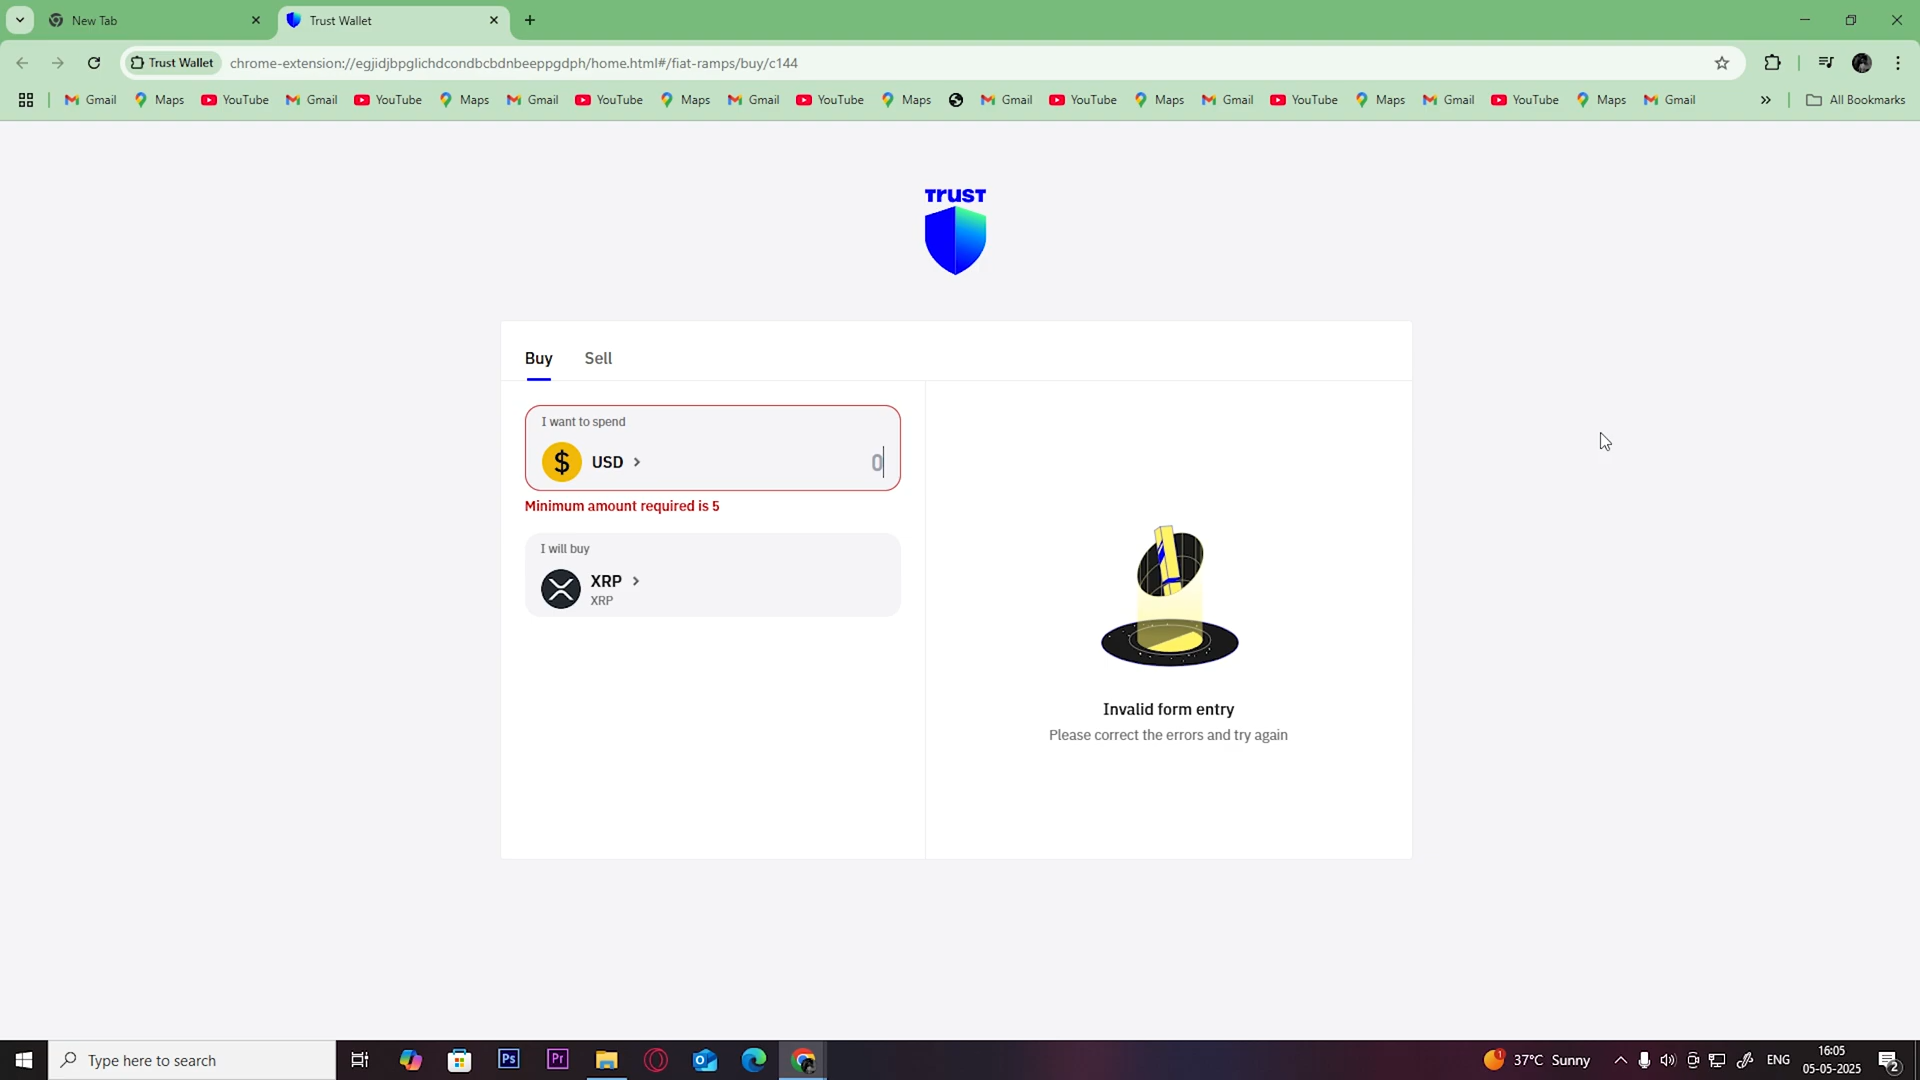 New Tab
Trust Wallet
Trust Wallet
chrome-extension://egjidjbpglichdcondbcbdnbeeppgdph/home.html#/fiat-ramps/buy/c144
Gmail Maps YouTube Gmail YouTube Maps Gmail YouTube Maps Gmail YouTube Maps Gmail YouTube Maps Gmail YouTube Maps Gmail YouTube Maps Gmail All Bookmarks
TRUST
Buy Sell
I want to spend
$ USD 0
Minimum amount required is 5
I will buy
XRP
XRP
Invalid form entry
Please correct the errors and try again
Type here to search
Ps
Pr
1
37°C Sunny
ENG
16:05
05-05-2025
2